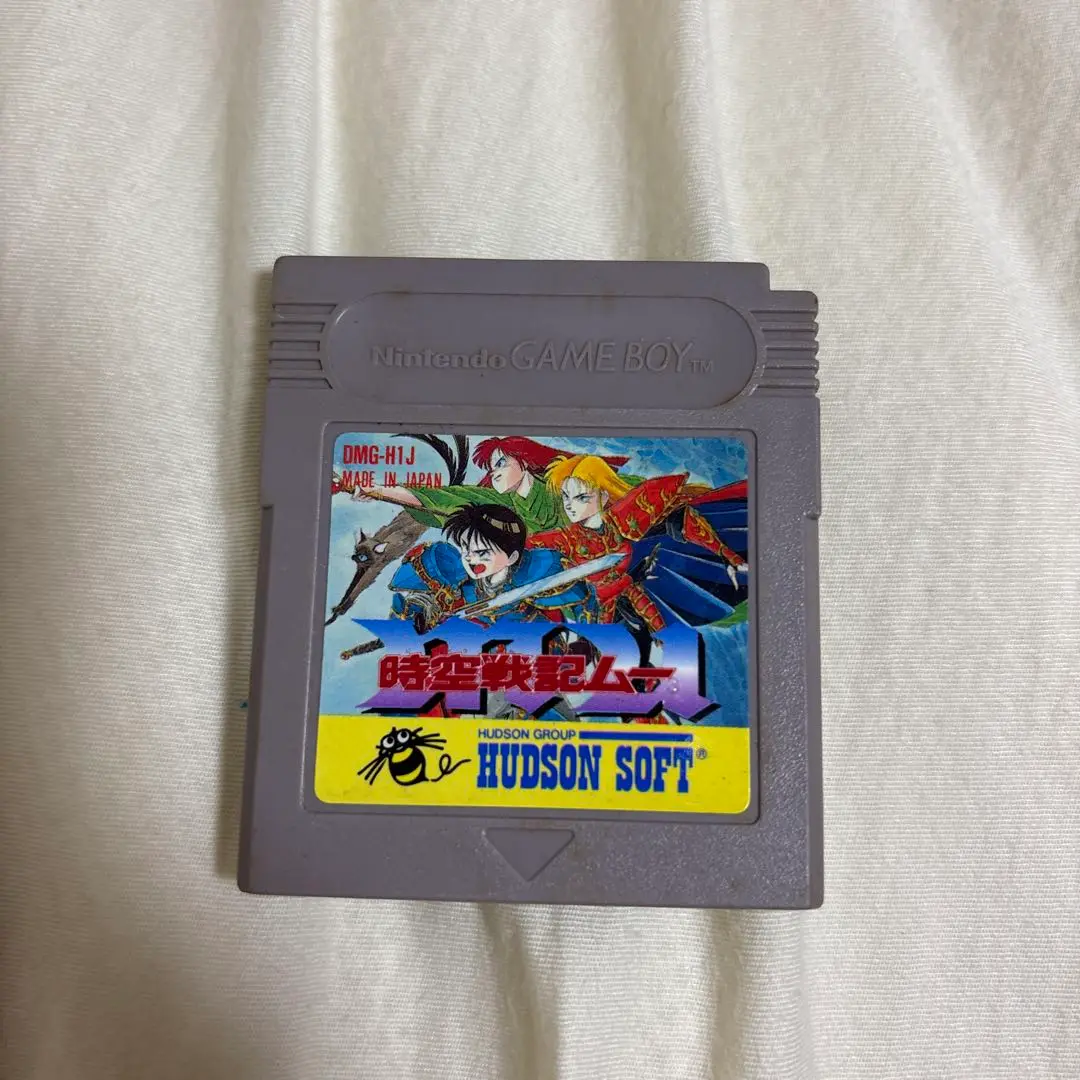 Nintendo GAME BOY™
DMG-H1J
MADE IN JAPAN
時空戦記ムー
HUDSON GROUP
HUDSON SOFT®